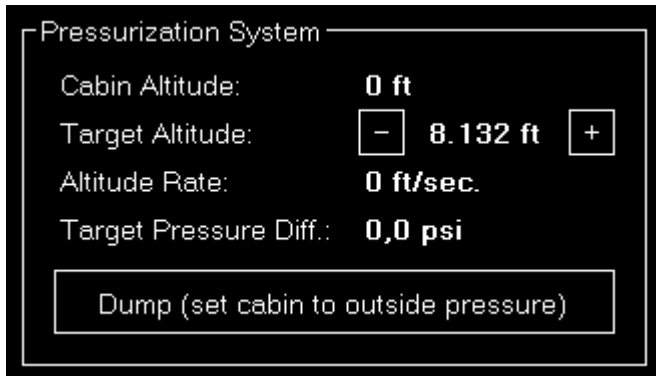 Pressurization System
Cabin Altitude: 0 ft
Target Altitude: - 8.132 ft +
Altitude Rate: 0 ft/sec.
Target Pressure Diff.: 0,0 psi
Dump (set cabin to outside pressure)